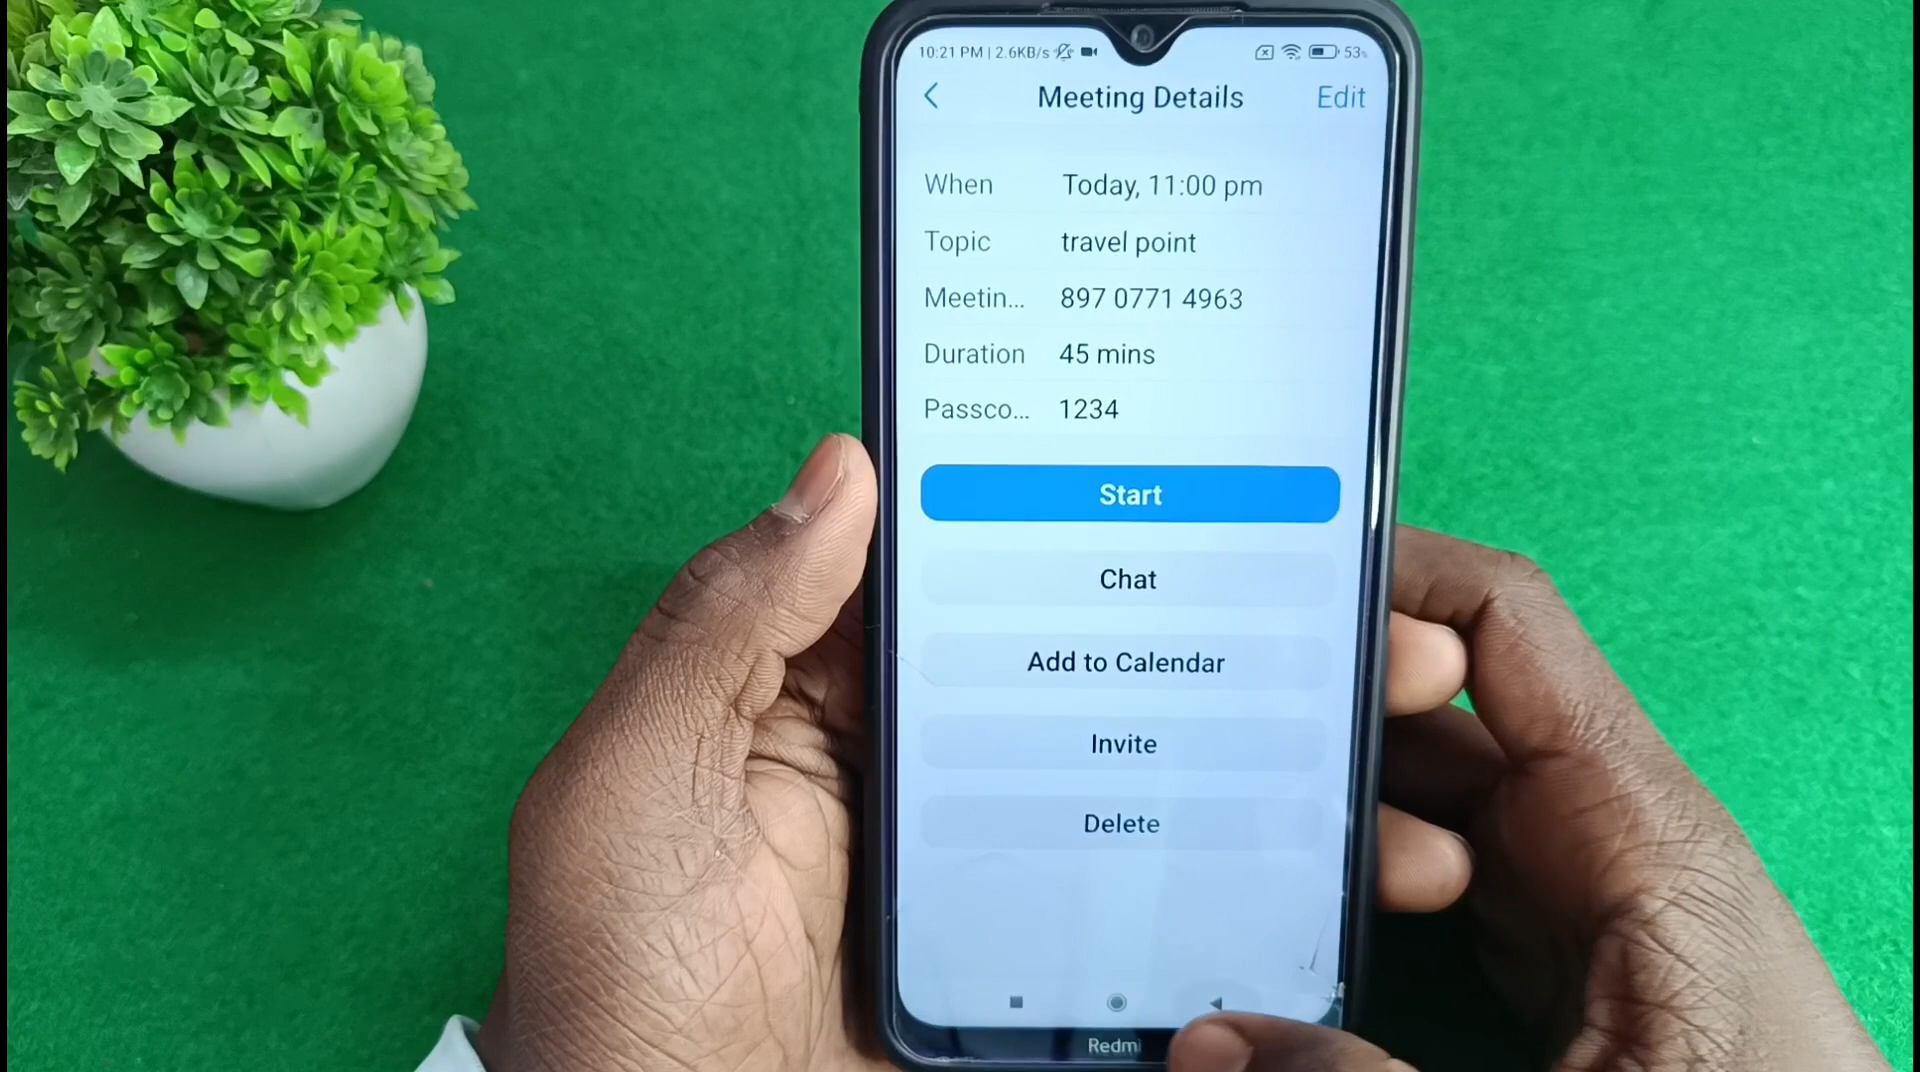 10:21 PM | 2.6KB/s 53%
Meeting Details Edit
When Today, 11:00 pm
Topic travel point
Meetin... 897 0771 4963
Duration 45 mins
Passco... 1234
Start
Chat
Add to Calendar
Invite
Delete
Redmi